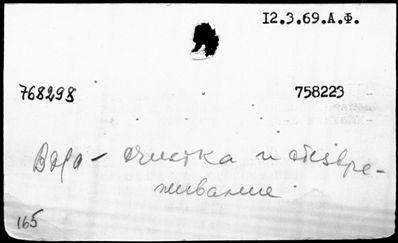 12.3.69.А.Ф.
768298 758223
Вода – очистка и обезвре-
живание
165